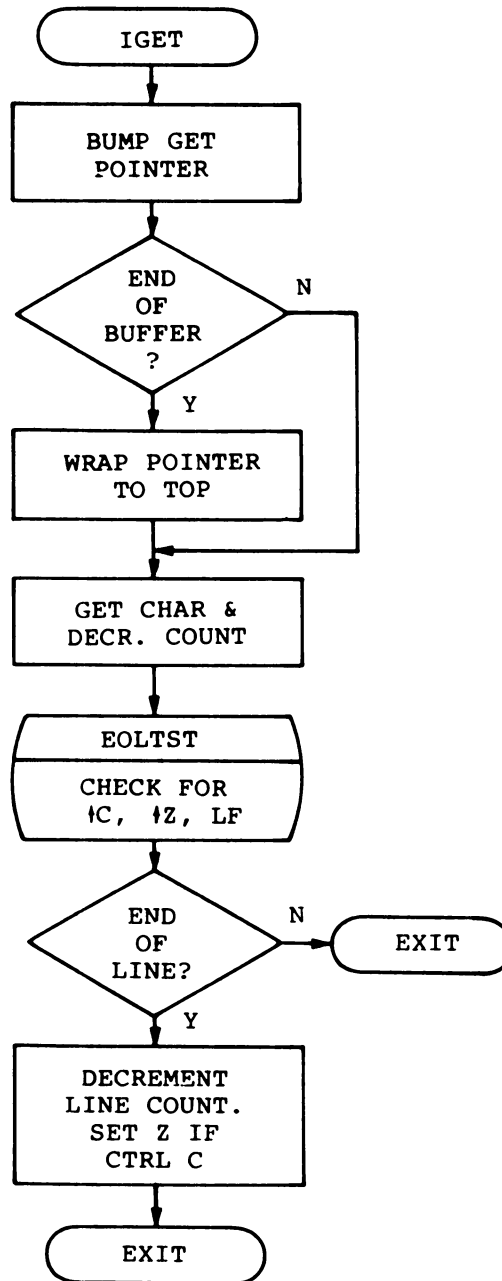 IGET
BUMP GET
POINTER
END
OF
BUFFER
?
N
Y
WRAP POINTER
TO TOP
GET CHAR &
DECR. COUNT
EOLTST
CHECK FOR
↑C, ↑Z, LF
END
OF
LINE?
N
EXIT
Y
DECREMENT
LINE COUNT.
SET Z IF
CTRL C
EXIT